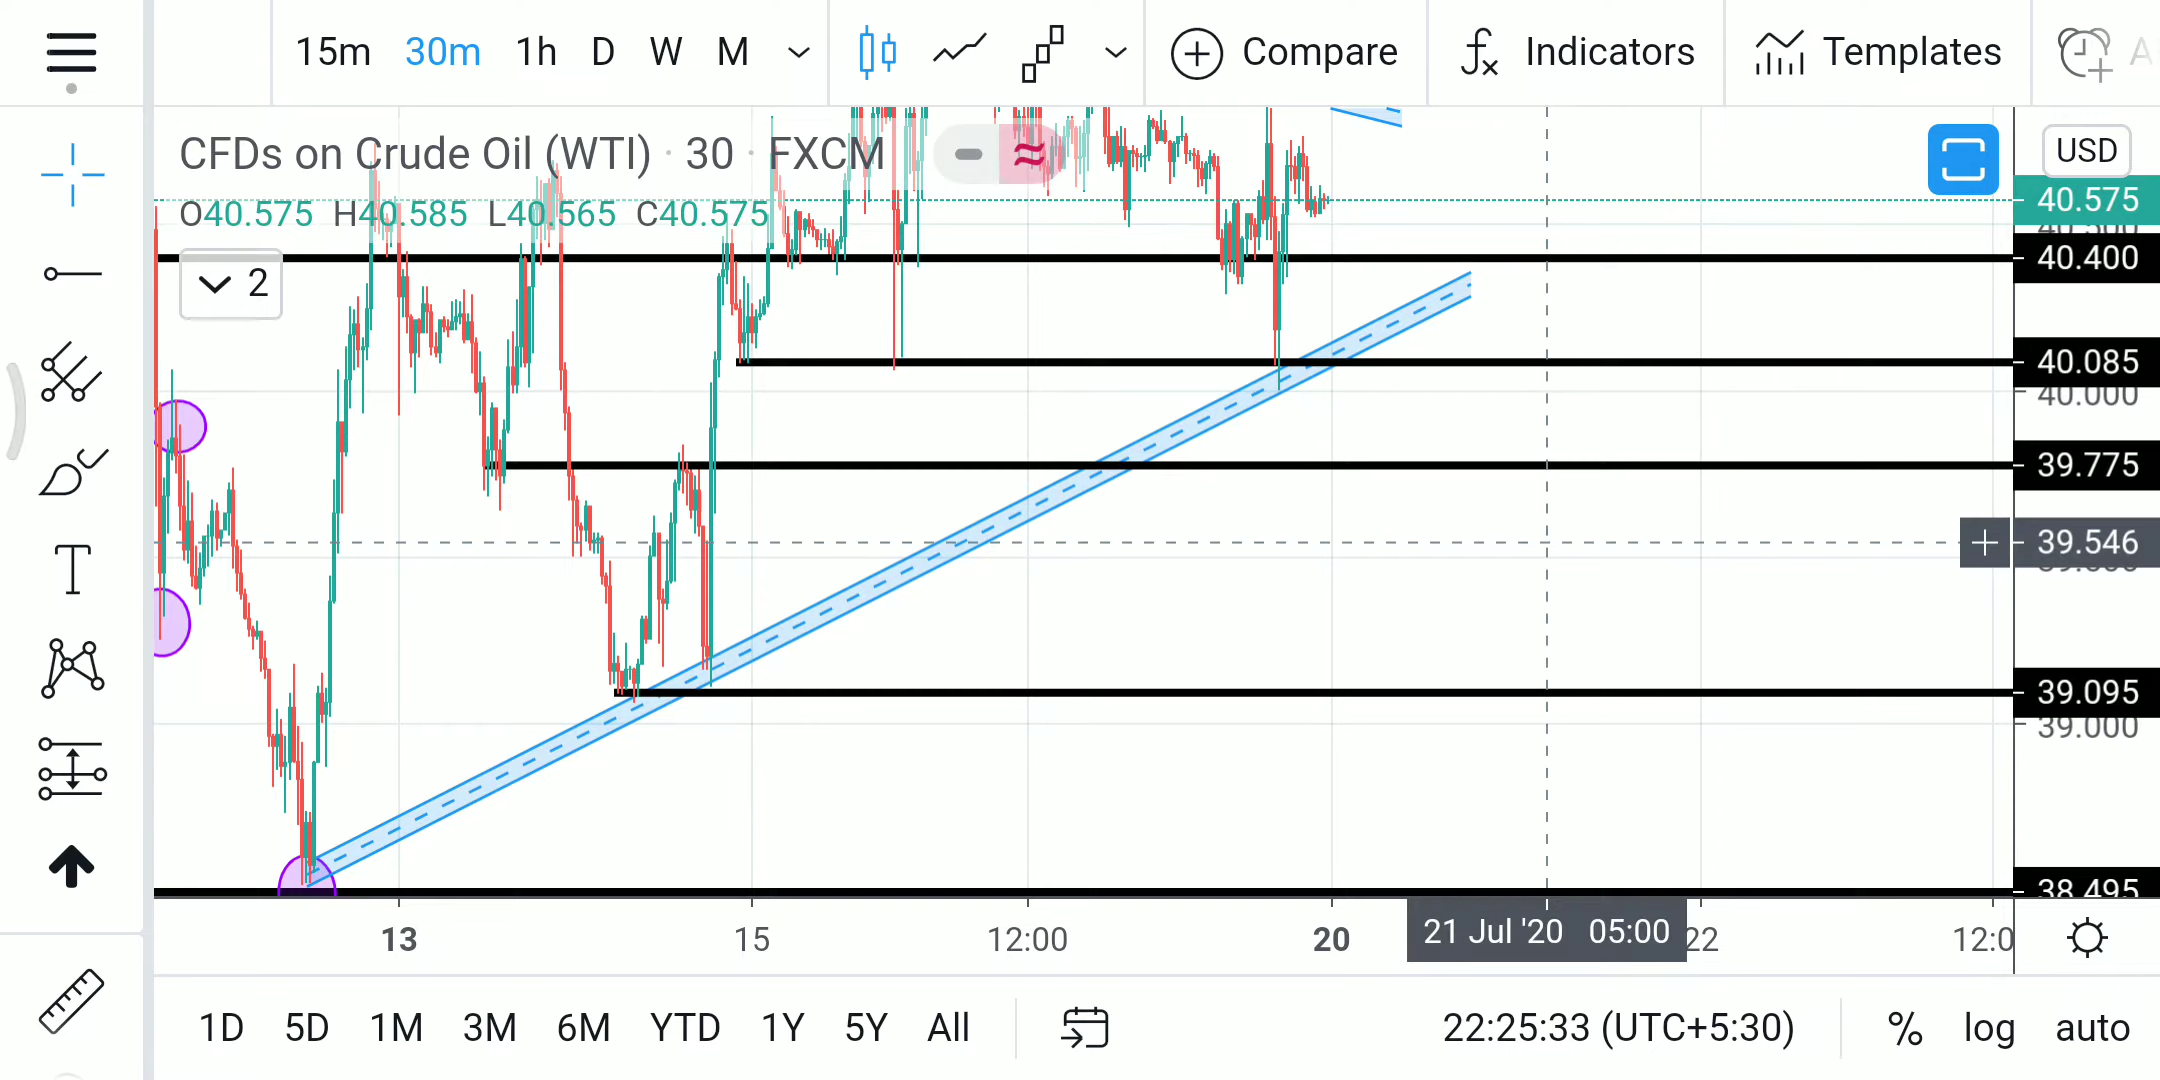 15m 30m 1h D W M Compare Indicators Templates
CFDs on Crude Oil (WTI) · 30 · FXCM
USD
O40.575 H40.585 L40.565 C40.575
40.575
40.400
2
40.085
40.000
39.775
39.546
39.095
39.000
38.495
13 15 12:00 20 21 Jul '20 05:00 22 12:0
1D 5D 1M 3M 6M YTD 1Y 5Y All 22:25:33 (UTC+5:30) % log auto